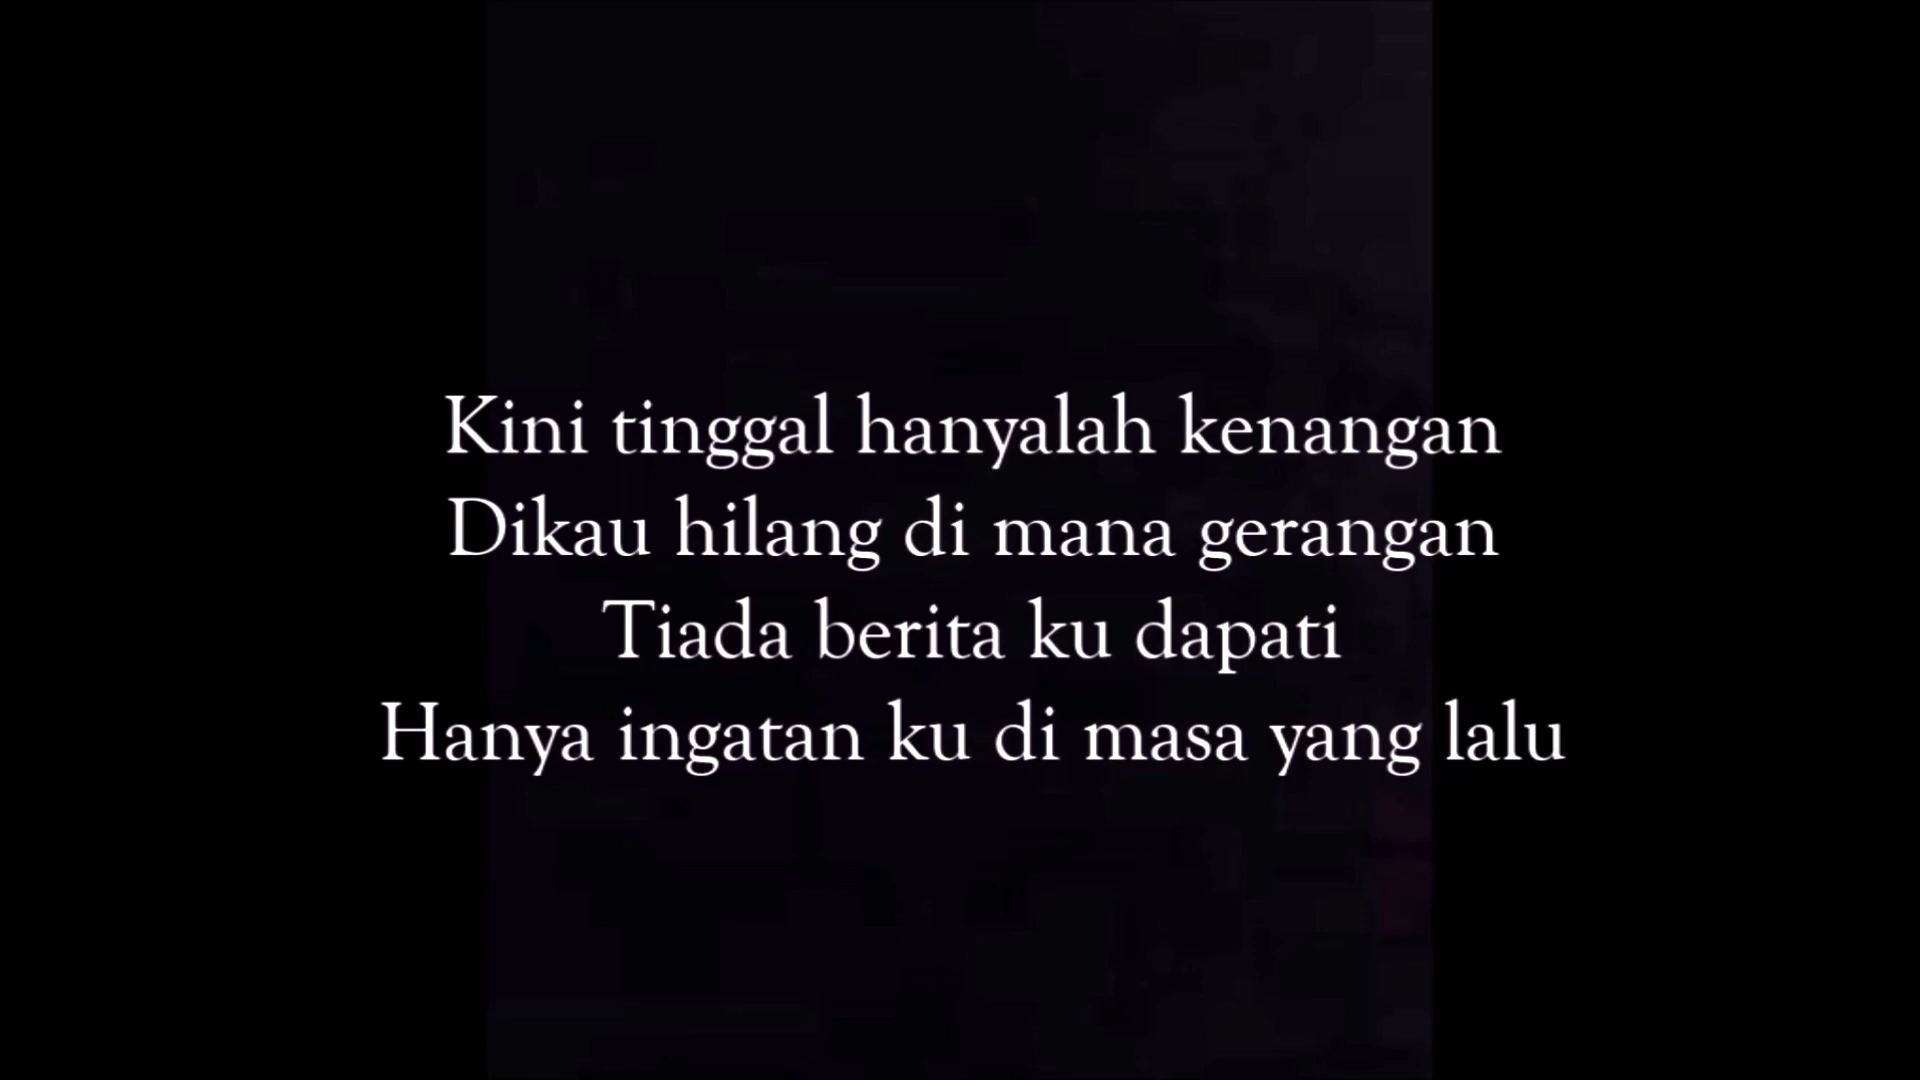 Kini tinggal hanyalah kenangan
Dikau hilang di mana gerangan
Tiada berita ku dapati
Hanya ingatan ku di masa yang lalu